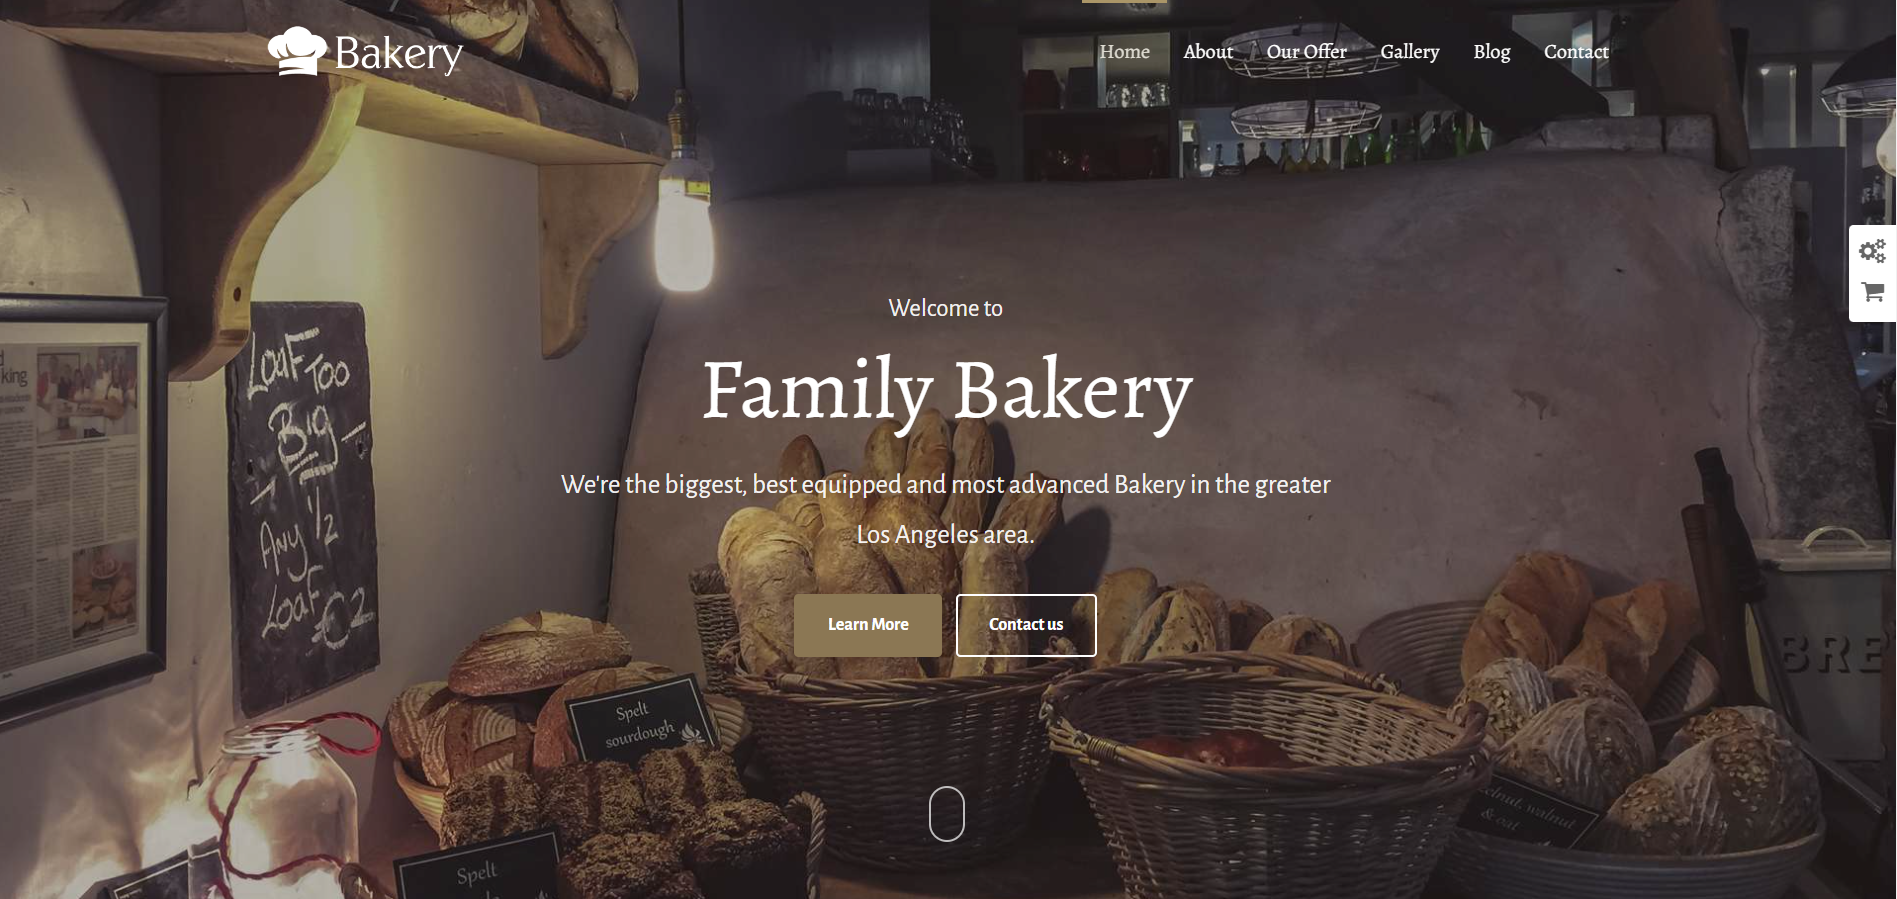 Bakery
Home About Our Offer Gallery Blog Contact
Welcome to
Family Bakery
We're the biggest, best equipped and most advanced Bakery in the greater
Los Angeles area.
Learn More Contact us
king
Loaf Too
Big
Any 1/2
Loaf €2
Spelt
sourdough
Spelt
walnut
& oat
BRE